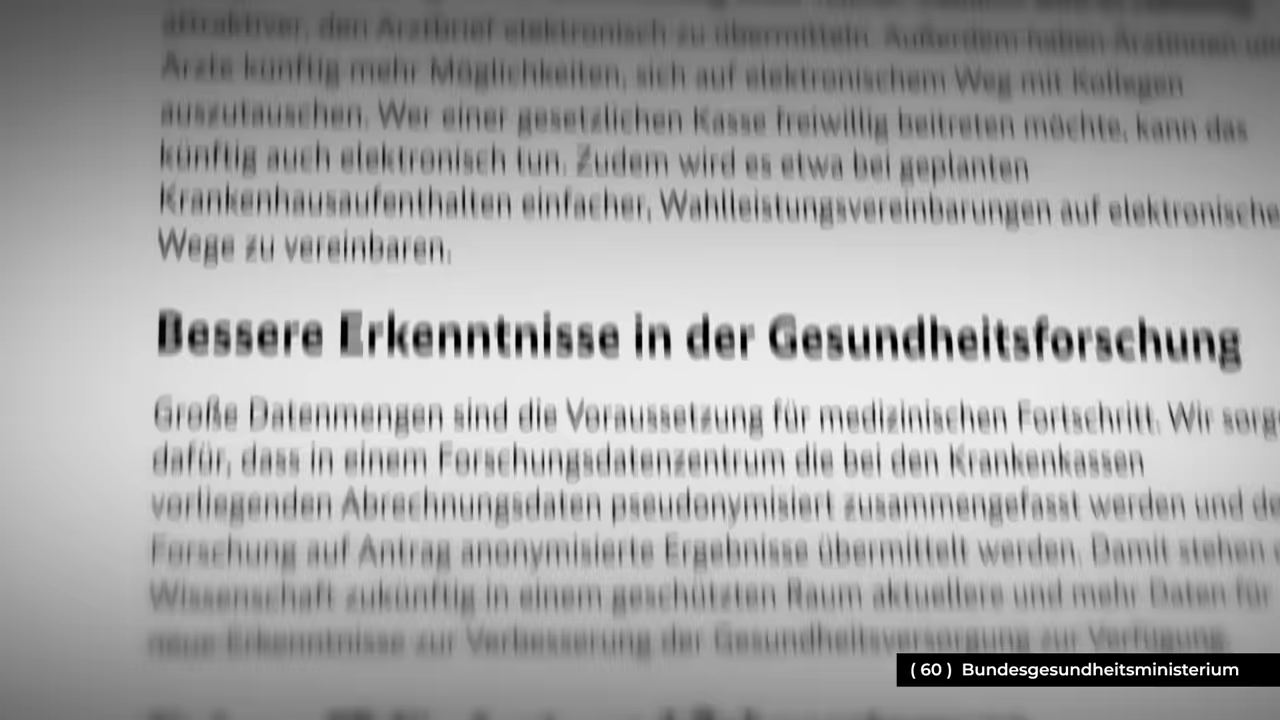 attraktiver, den Arztbrief elektronisch zu übermitteln. Außerdem haben Ärztinnen
Ärzte künftig mehr Möglichkeiten, sich auf elektronischem Weg mit Kollegen
auszutauschen. Wer einer gesetzlichen Kasse freiwillig beitreten möchte, kann das
künftig auch elektronisch tun. Zudem wird es etwa bei geplanten
Krankenhausaufenthalten einfacher, Wahlleistungsvereinbarungen auf elektronische
Wege zu vereinbaren.
Bessere Erkenntnisse in der Gesundheitsforschung
Große Datenmengen sind die Voraussetzung für medizinischen Fortschritt. Wir sorg
dafür, dass in einem Forschungsdatenzentrum die bei den Krankenkassen
vorliegenden Abrechnungsdaten pseudonymisiert zusammengefasst werden und de
Forschung auf Antrag anonymisierte Ergebnisse übermittelt werden. Damit stehen
Wissenschaft zukünftig in einem geschützten Raum aktuellere und mehr Daten für
neue Erkenntnisse zur Verbesserung der Gesundheitsversorgung zur Verfügung.
( 60 ) Bundesgesundheitsministerium